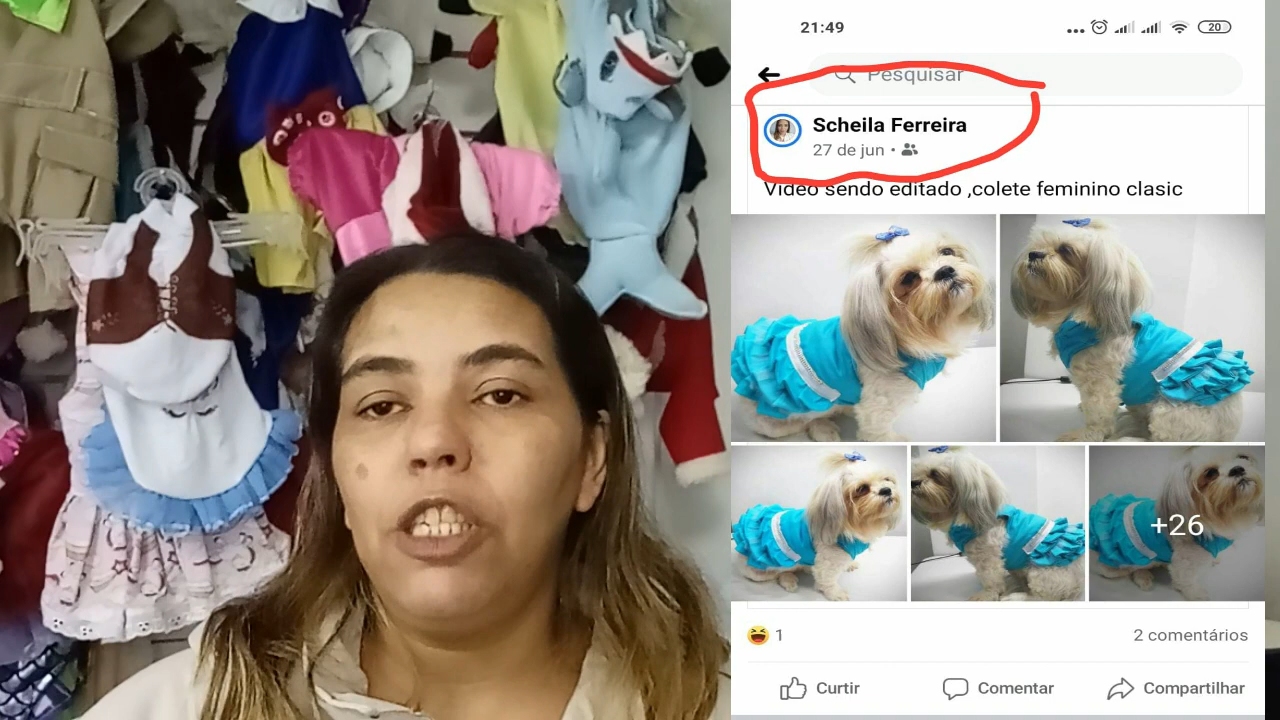 21:49
20
Pesquisar
Scheila Ferreira
27 de jun
Vídeo sendo editado ,colete feminino clasic
+26
1
2 comentários
Curtir
Comentar
Compartilhar